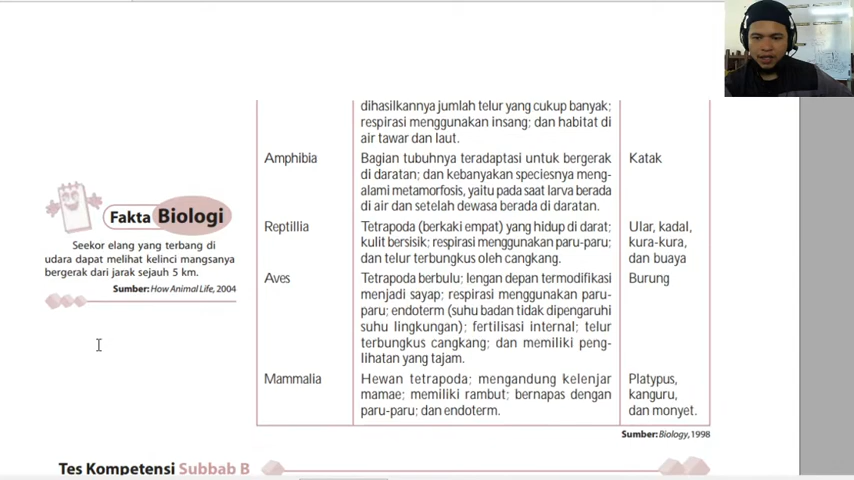 dihasilkannya jumlah telur yang cukup banyak;
respirasi menggunakan insang; dan habitat di
air tawar dan laut.
Amphibia
Bagian tubuhnya teradaptasi untuk bergerak
di daratan; dan kebanyakan speciesnya meng-
alami metamorfosis, yaitu pada saat larva berada
di air dan setelah dewasa berada di daratan.
Katak
Reptillia
Tetrapoda (berkaki empat) yang hidup di darat;
kulit bersisik; respirasi menggunakan paru-paru;
dan telur terbungkus oleh cangkang.
Ular, kadal,
kura-kura,
dan buaya
Aves
Tetrapoda berbulu; lengan depan termodifikasi
menjadi sayap; respirasi menggunakan paru-
paru; endoterm (suhu badan tidak dipengaruhi
suhu lingkungan); fertilisasi internal; telur
terbungkus cangkang; dan memiliki peng-
lihatan yang tajam.
Burung
Mammalia
Hewan tetrapoda; mengandung kelenjar
mamae; memiliki rambut; bernapas dengan
paru-paru; dan endoterm.
Platypus,
kanguru,
dan monyet.
Sumber: Biology, 1998
Fakta Biologi
Seekor elang yang terbang di
udara dapat melihat kelinci mangsanya
bergerak dari jarak sejauh 5 km.
Sumber: How Animal Life, 2004
Tes Kompetensi Subbab B